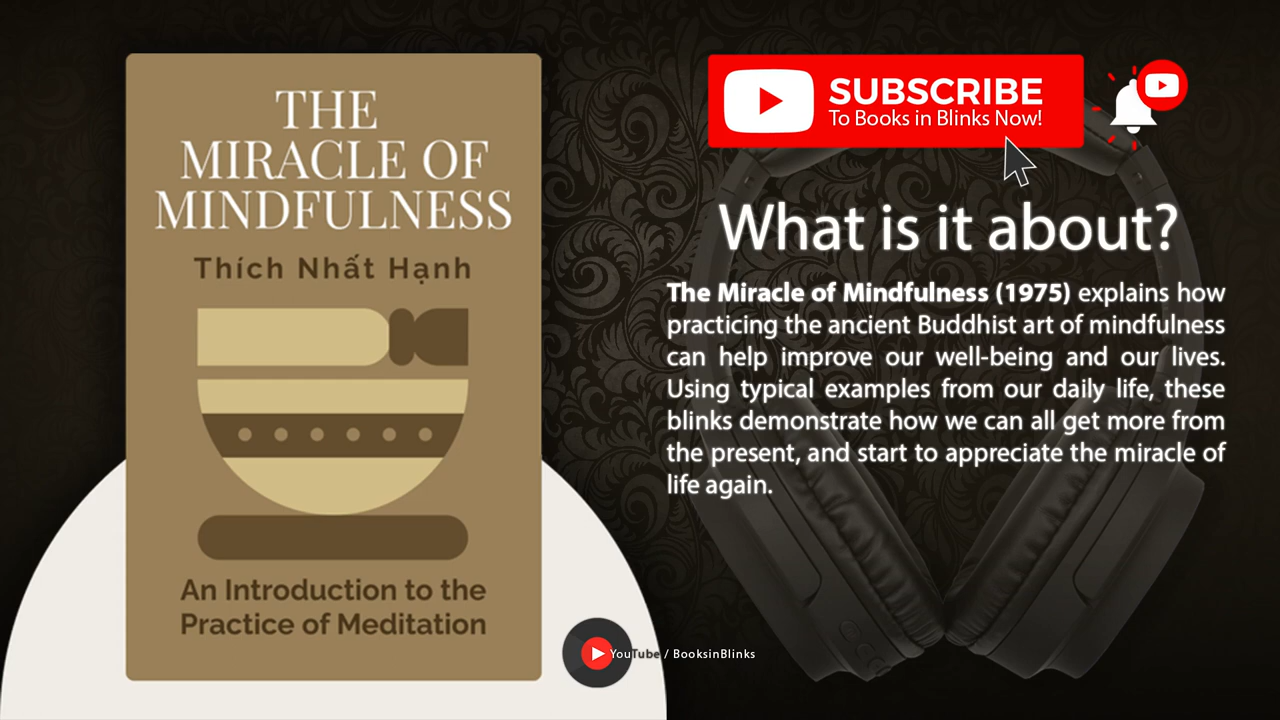 THE
MIRACLE OF
MINDFULNESS
Thích Nhất Hạnh
An Introduction to the
Practice of Meditation
SUBSCRIBE
To Books in Blinks Now!
What is it about?
The Miracle of Mindfulness (1975) explains how
practicing the ancient Buddhist art of mindfulness
can help improve our well-being and our lives.
Using typical examples from our daily life, these
blinks demonstrate how we can all get more from
the present, and start to appreciate the miracle of
life again.
YouTube / BooksinBlinks